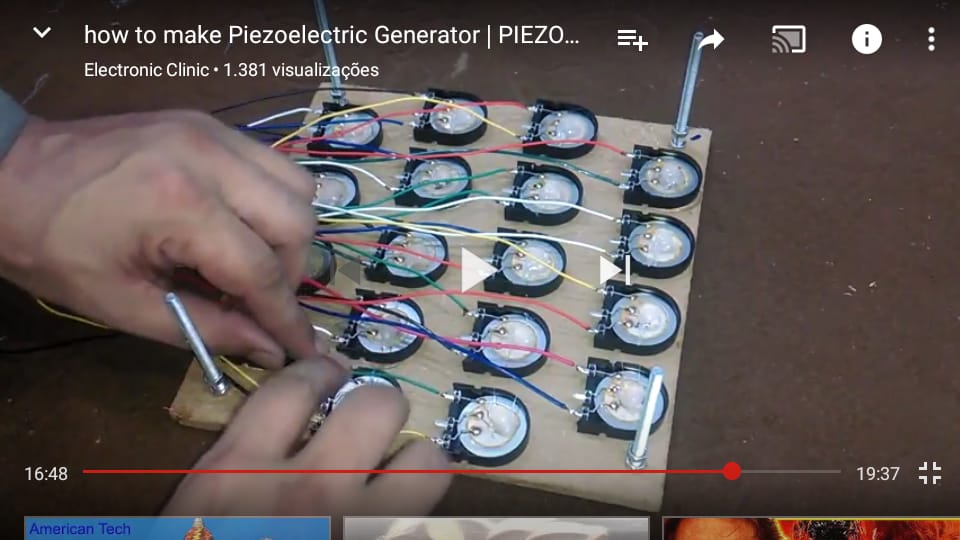 how to make Piezoelectric Generator | PIEZO...
Electronic Clinic • 1.381 visualizações
16:48
19:37
American Tech